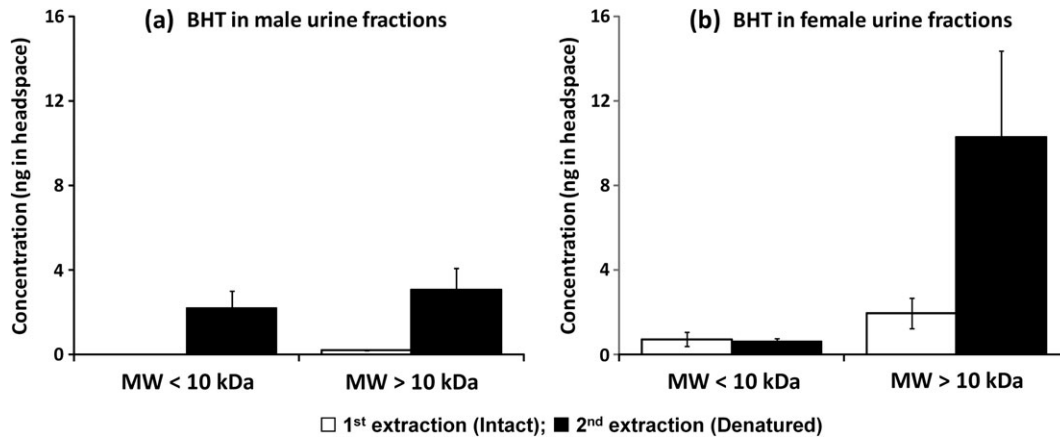 (a) BHT in male urine fractions
Concentration (ng in headspace)
16
12
8
4
0
MW < 10 kDa
MW > 10 kDa
(b) BHT in female urine fractions
Concentration (ng in headspace)
16
12
8
4
0
MW < 10 kDa
MW > 10 kDa
□ 1st extraction (Intact); ■ 2nd extraction (Denatured)